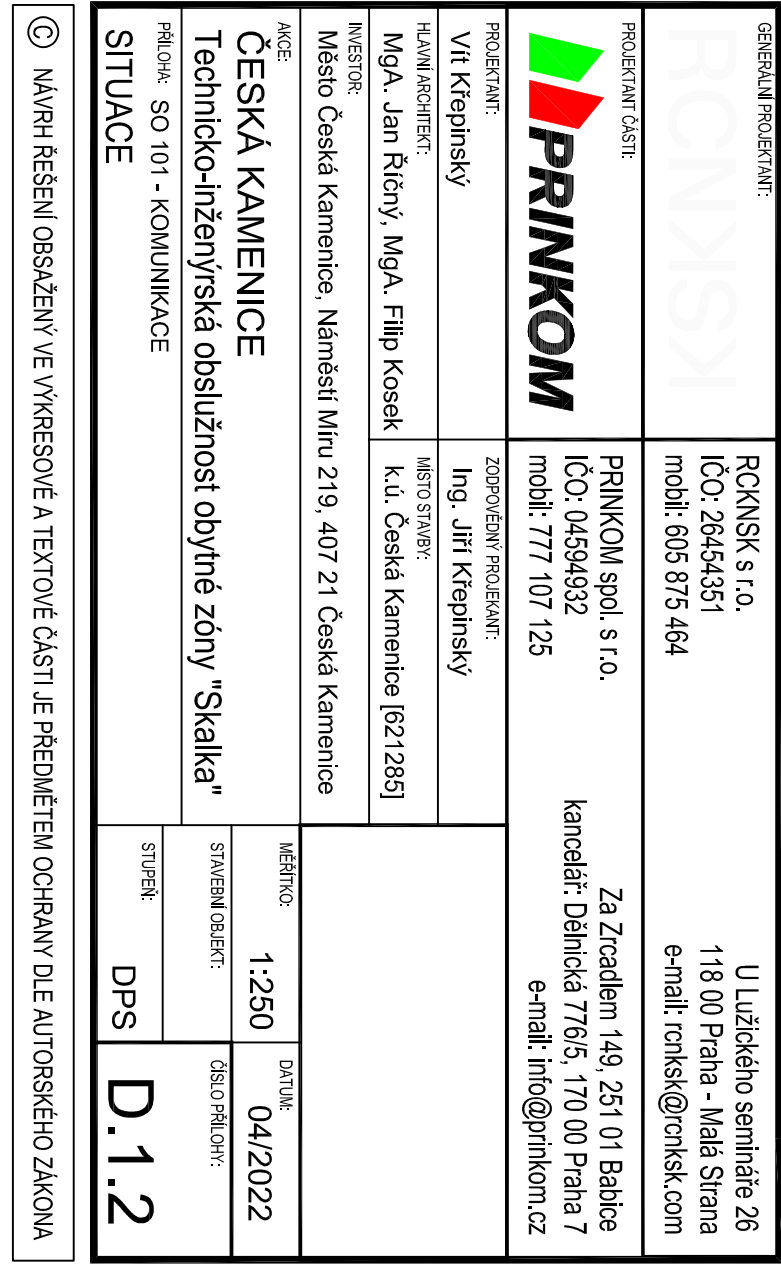 GENERÁLNÍ PROJEKTANT:
RCNKSK
RCKNSK s r.o.
IČO: 26454351
mobil: 605 875 464
U Lužického semináře 26
118 00 Praha - Malá Strana
e-mail: rcnksk@rcnksk.com
PROJEKTANT ČÁSTI:
PRINKOM
PRINKOM spol. s r.o.
IČO: 04594932
mobil: 777 107 125
Za Zrcadlem 149, 251 01 Babice
kancelář: Dělnická 776/5, 170 00 Praha 7
e-mail: info@prinkom.cz
PROJEKTANT:
Vít Křepinský
ZODPOVĚDNÝ PROJEKANT:
Ing. Jiří Křepinský
HLAVNÍ ARCHITEKT:
MgA. Jan Říčný, MgA. Filip Kosek
MÍSTO STAVBY:
k.ú. Česká Kamenice [621285]
INVESTOR:
Město Česká Kamenice, Náměstí Míru 219, 407 21 Česká Kamenice
AKCE:
ČESKÁ KAMENICE
Technicko-inženýrská obslužnost obytné zóny "Skalka"
MĚŘÍTKO:
1:250
DATUM:
04/2022
PŘÍLOHA: SO 101 - KOMUNIKACE
SITUACE
STAVEBNÍ OBJEKT:
STUPEŇ:
DPS
ČÍSLO PŘÍLOHY:
D.1.2
© NÁVRH ŘEŠENÍ OBSAŽENÝ VE VÝKRESOVÉ A TEXTOVÉ ČÁSTI JE PŘEDMĚTEM OCHRANY DLE AUTORSKÉHO ZÁKONA